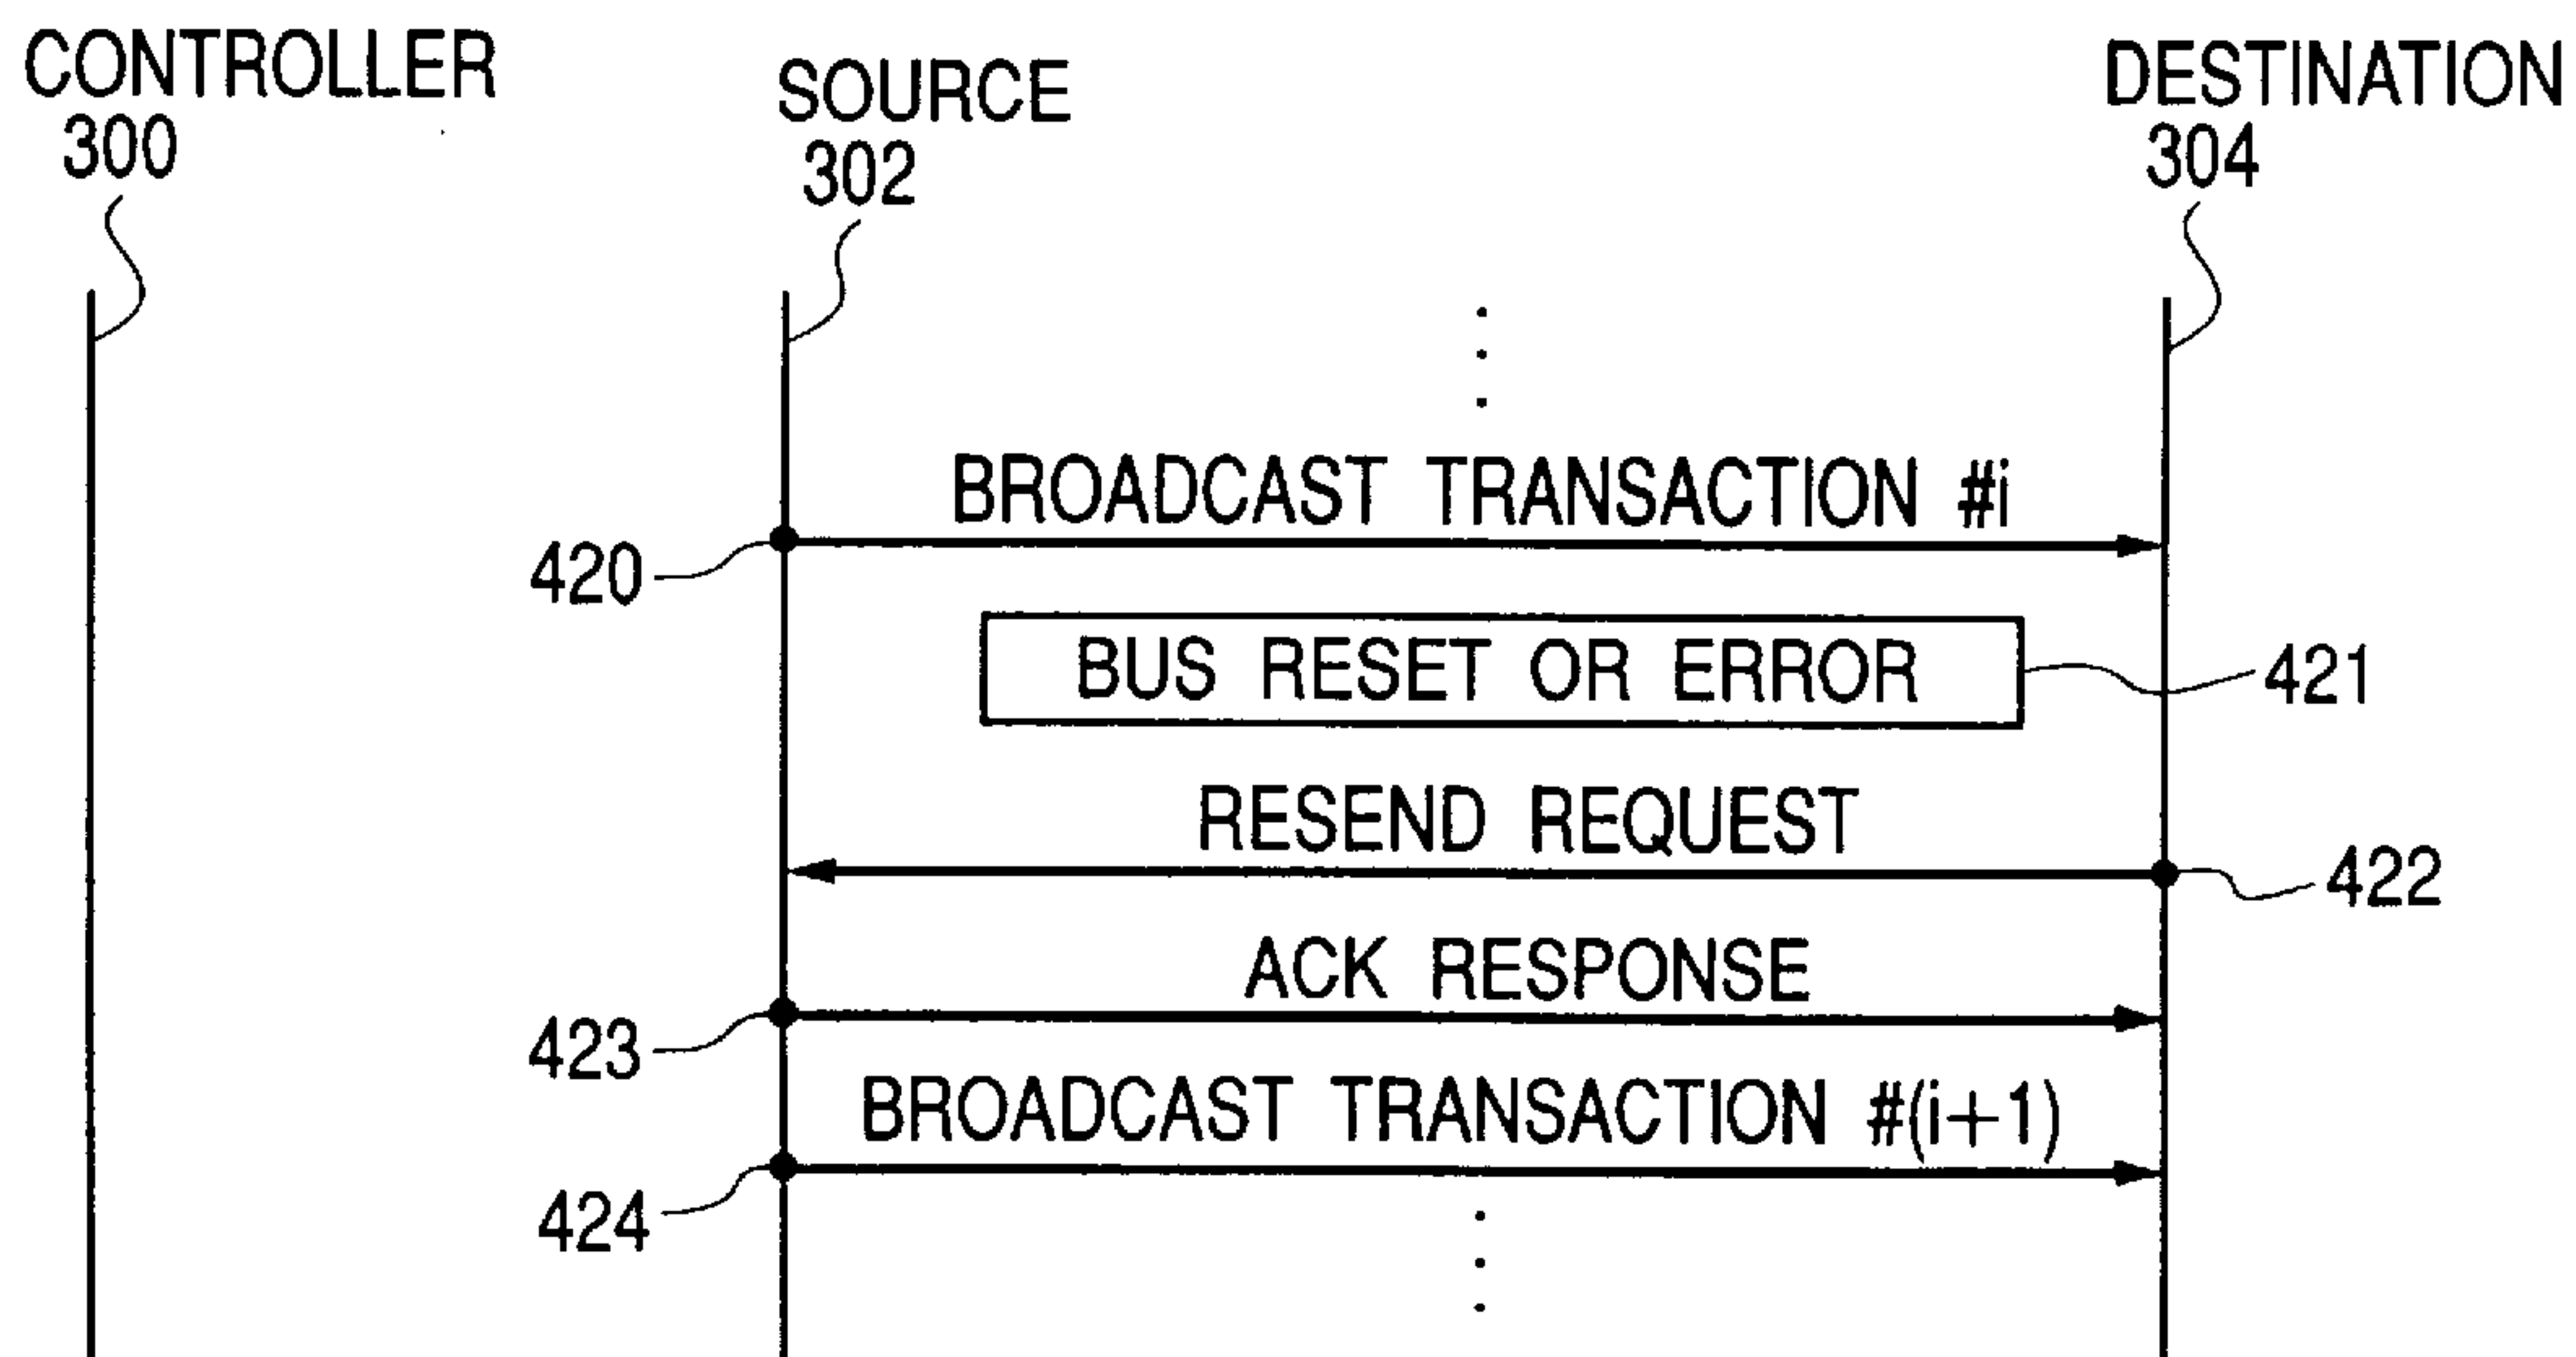 CONTROLLER
300
SOURCE
302
DESTINATION
304
BROADCAST TRANSACTION #i
420
BUS RESET OR ERROR
421
RESEND REQUEST
422
ACK RESPONSE
423
BROADCAST TRANSACTION #(i+1)
424